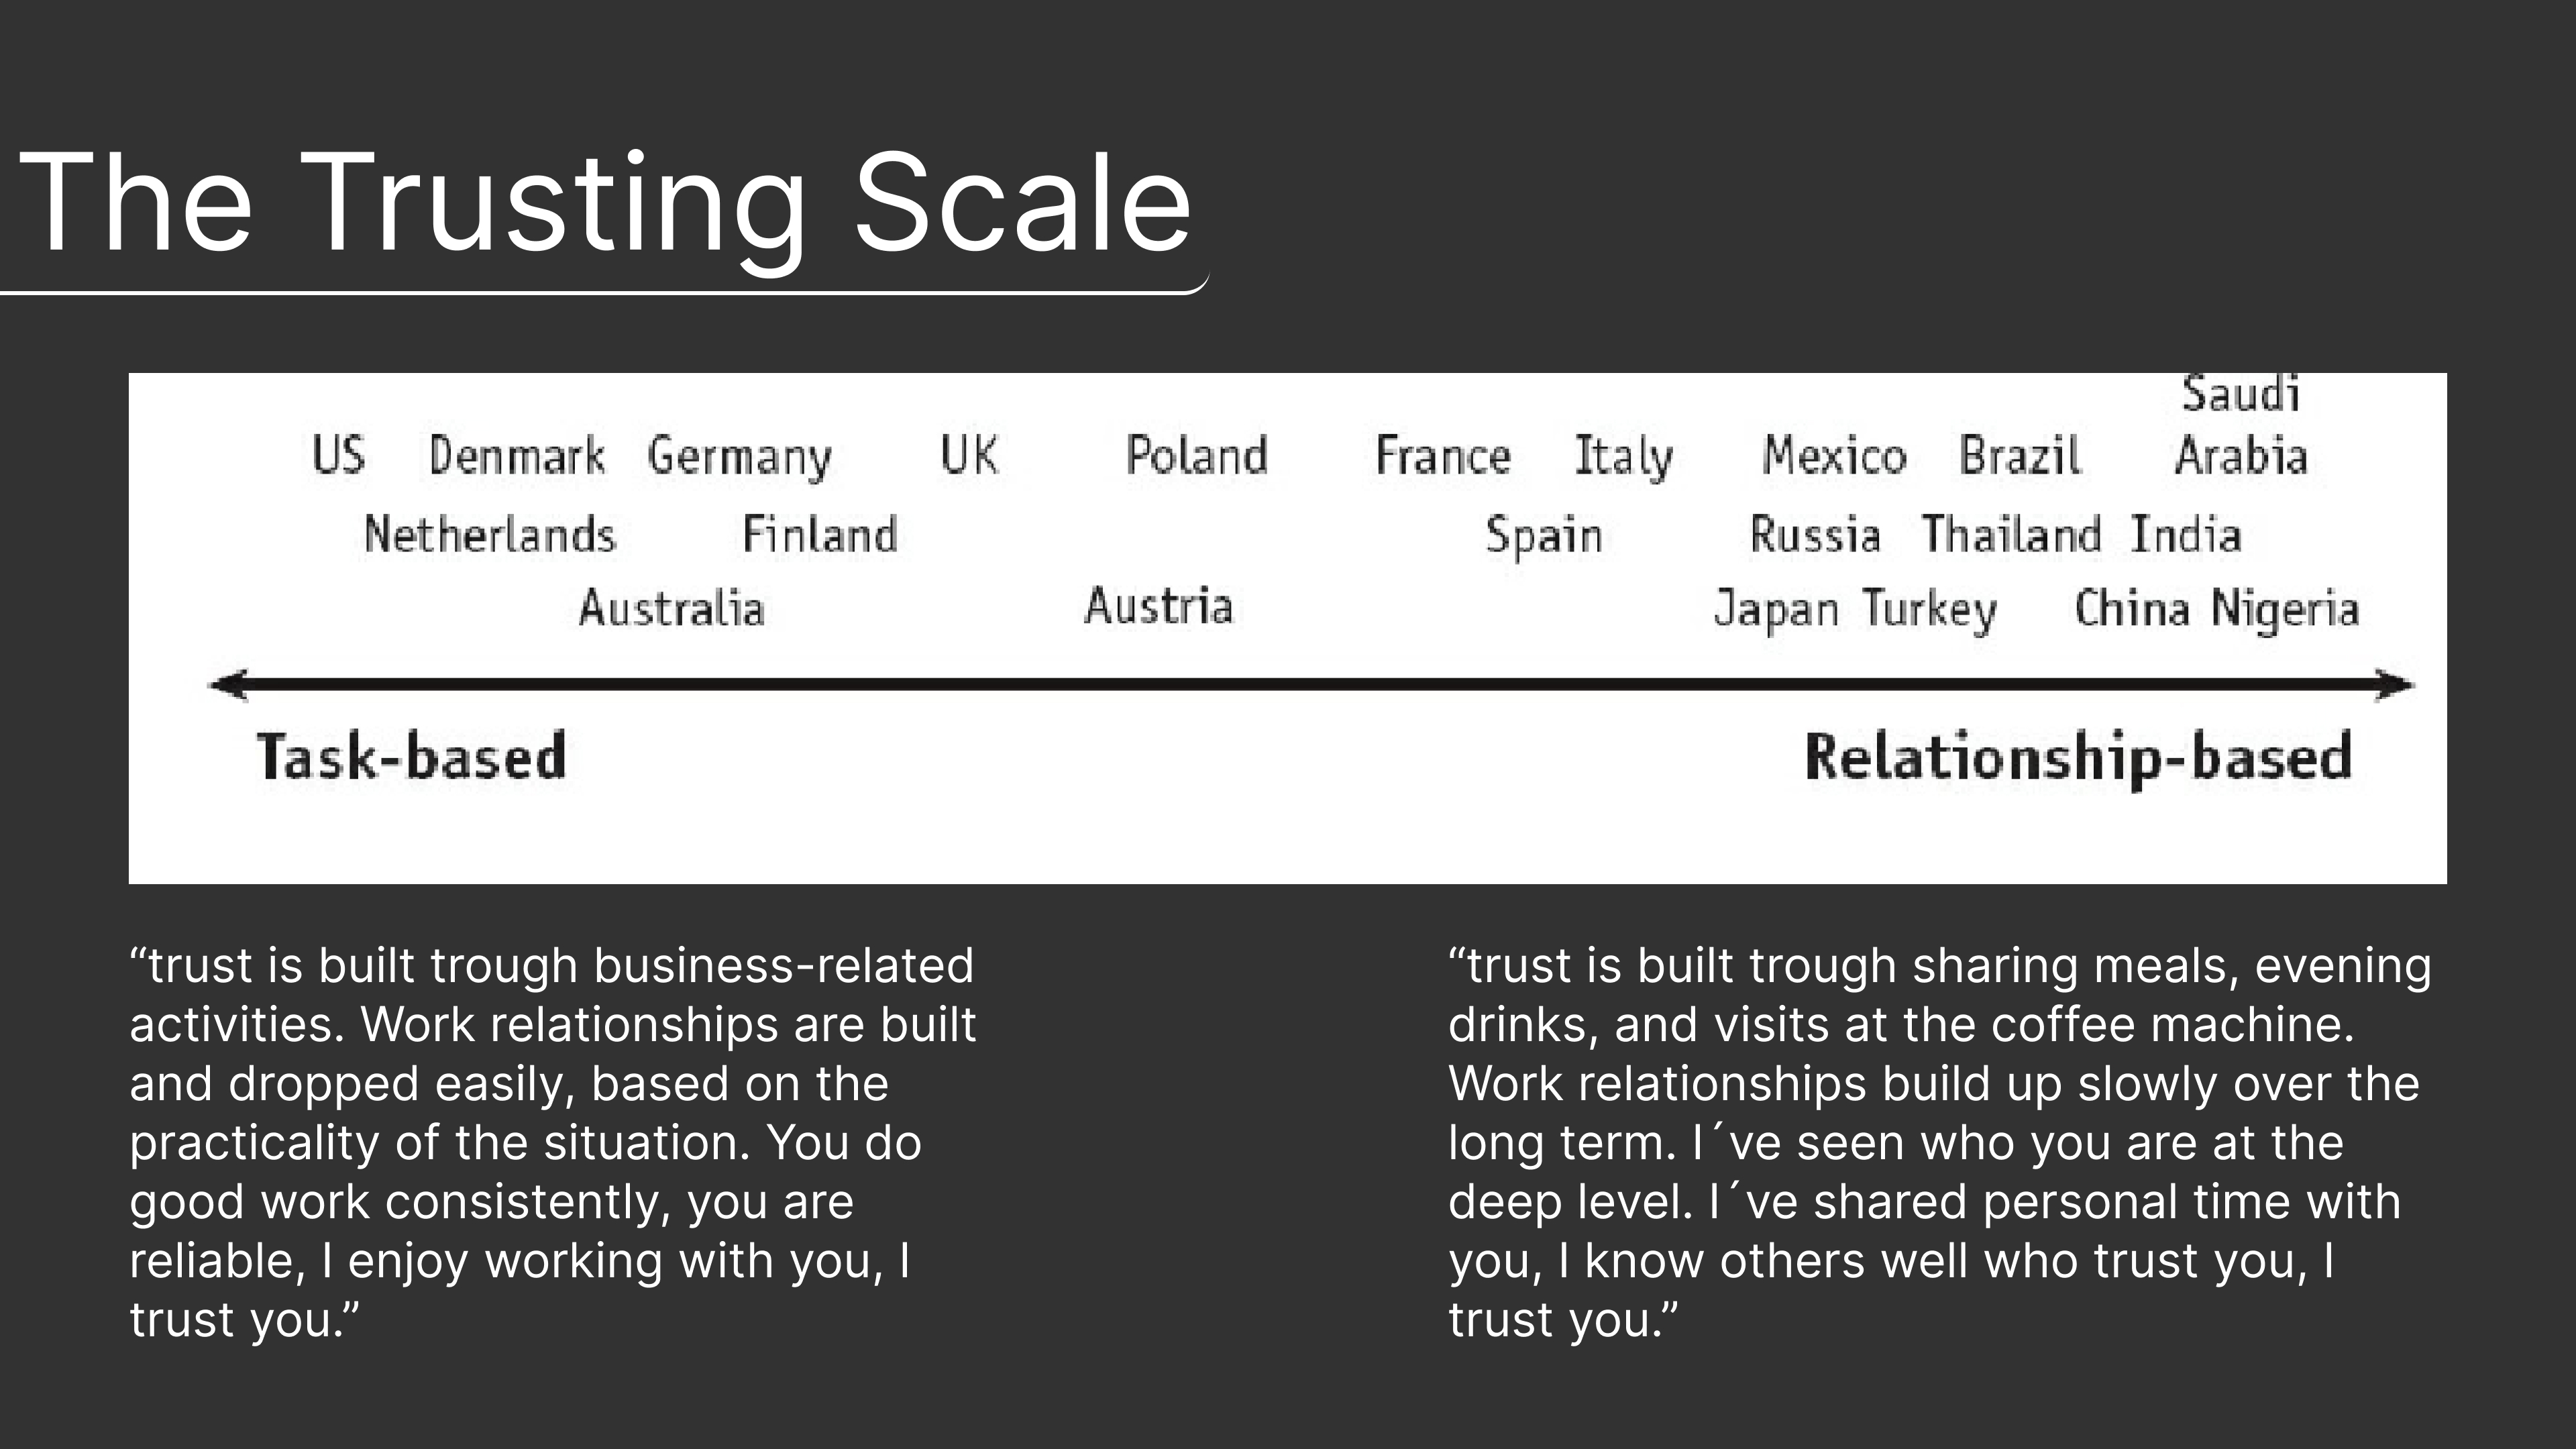 The Trusting Scale
Saudi
US Denmark Germany UK Poland France Italy Mexico Brazil Arabia
Netherlands Finland Spain Russia Thailand India
Australia Austria Japan Turkey China Nigeria
Task-based Relationship-based
“trust is built trough business-related
activities. Work relationships are built
and dropped easily, based on the
practicality of the situation. You do
good work consistently, you are
reliable, I enjoy working with you, I
trust you.”
“trust is built trough sharing meals, evening
drinks, and visits at the coffee machine.
Work relationships build up slowly over the
long term. I´ve seen who you are at the
deep level. I´ve shared personal time with
you, I know others well who trust you, I
trust you.”